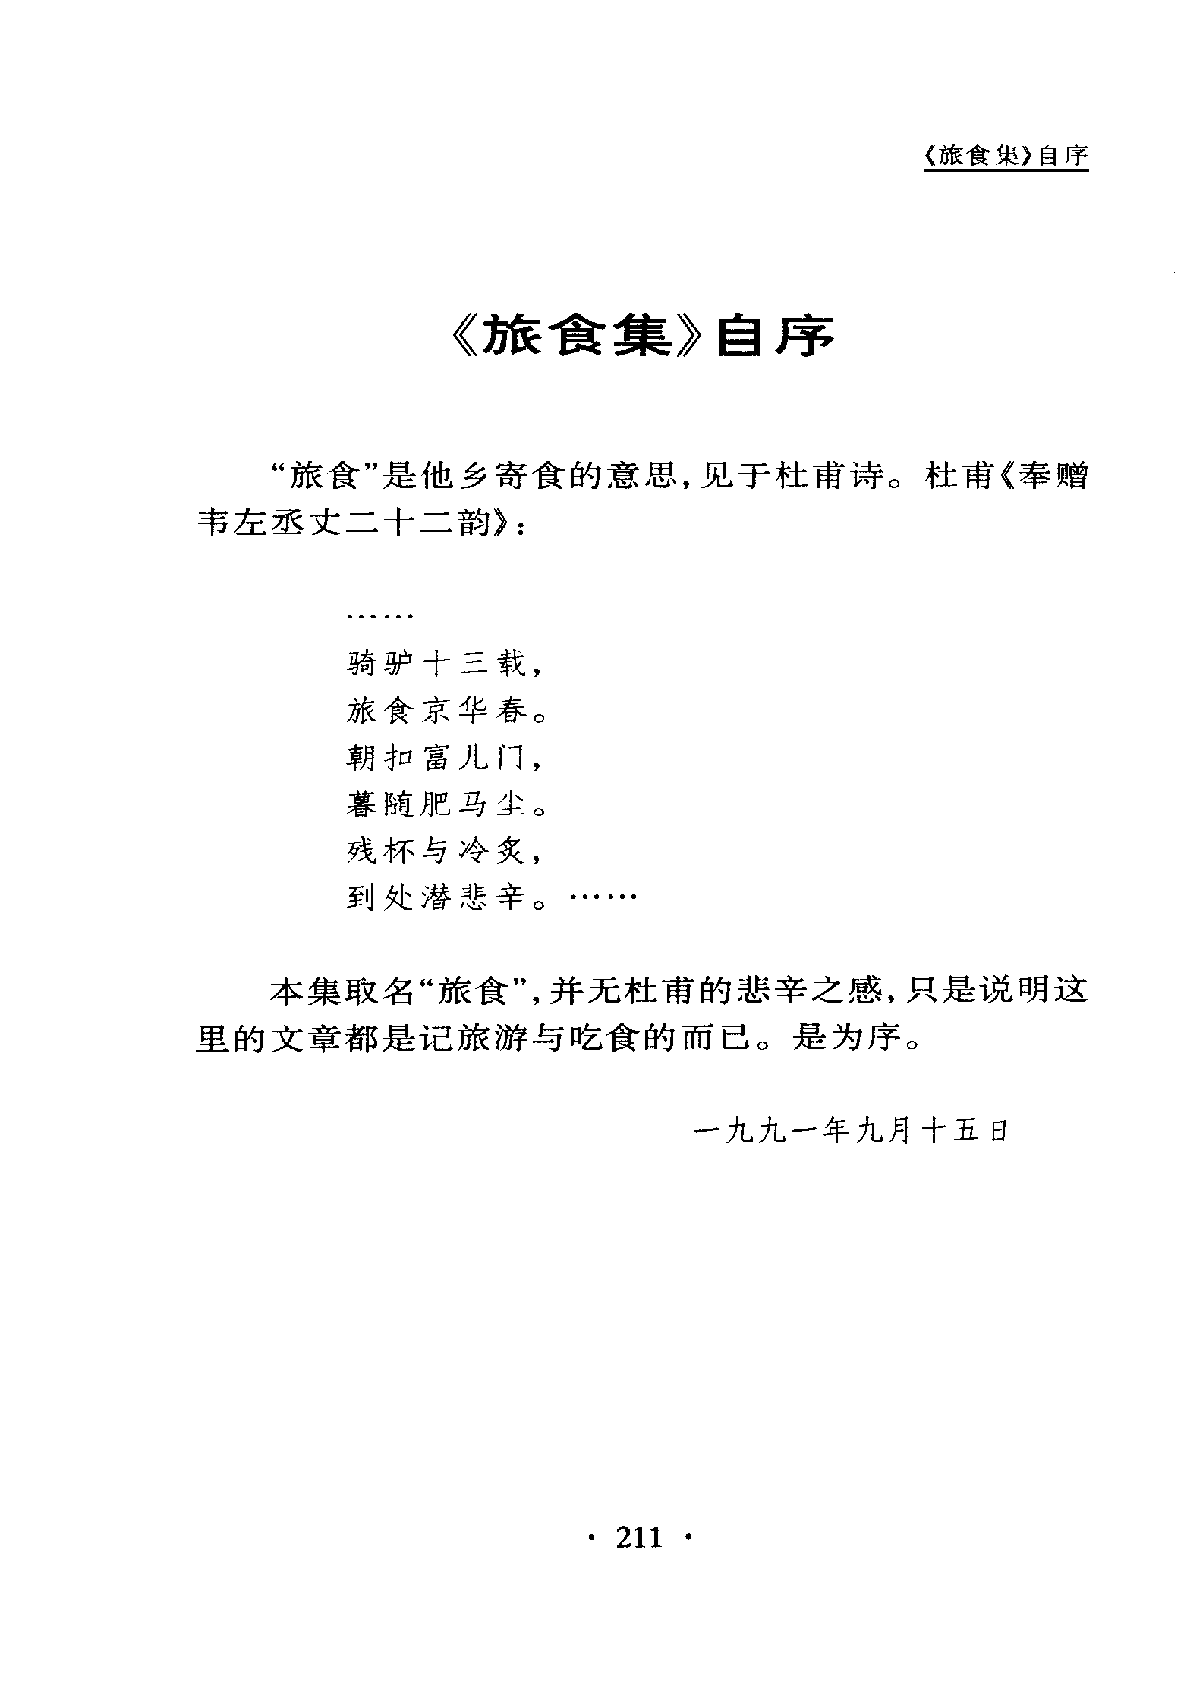 《旅食集》自序
《旅食集》自序
“旅食”是他乡寄食的意思，见于杜甫诗。杜甫《奉赠
韦左丞丈二十二韵》：
……
骑驴十三载，
旅食京华春。
朝扣富儿门，
暮随肥马尘。
残杯与冷炙，
到处潜悲辛。……
本集取名“旅食”，并无杜甫的悲辛之感，只是说明这
里的文章都是记旅游与吃食的而已。是为序。
一九九一年九月十五日
· 211 ·